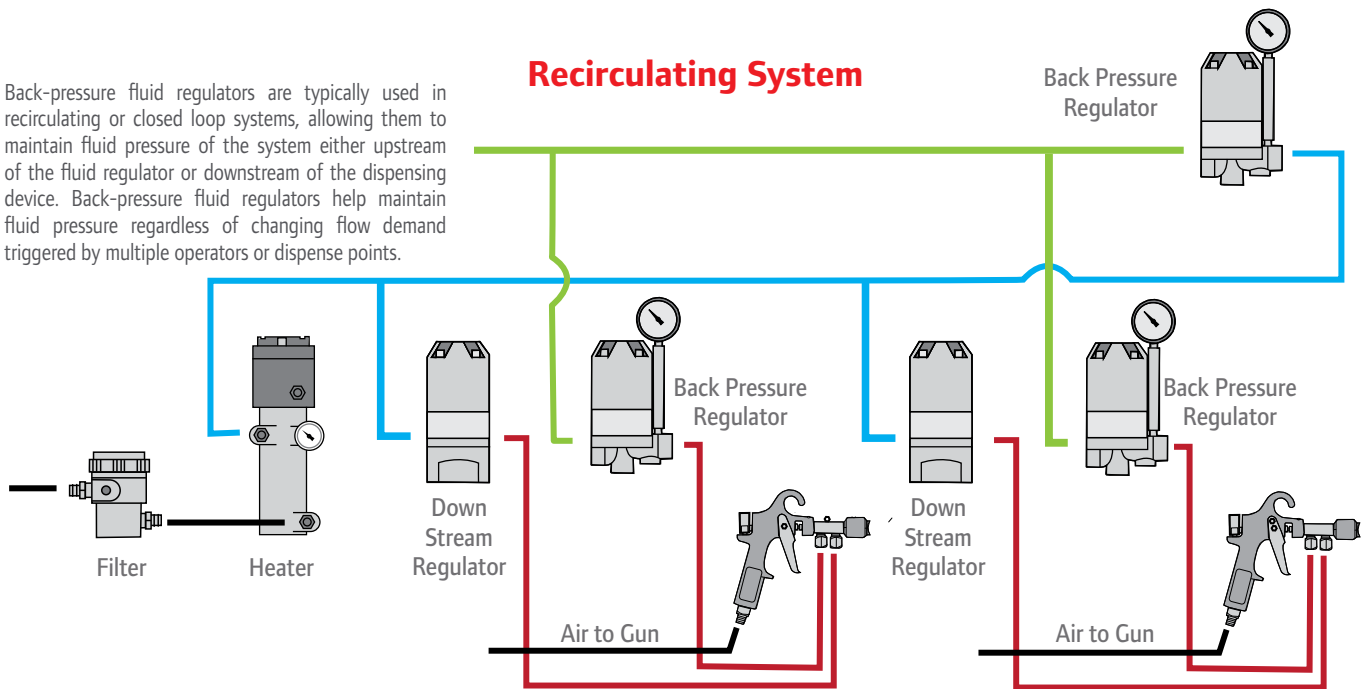 Recirculating System
Back-pressure fluid regulators are typically used in
recirculating or closed loop systems, allowing them to
maintain fluid pressure of the system either upstream
of the fluid regulator or downstream of the dispensing
device. Back-pressure fluid regulators help maintain
fluid pressure regardless of changing flow demand
triggered by multiple operators or dispense points.
Back Pressure
Regulator
Back Pressure
Regulator
Back Pressure
Regulator
Filter
Heater
Down
Stream
Regulator
Down
Stream
Regulator
Air to Gun
Air to Gun